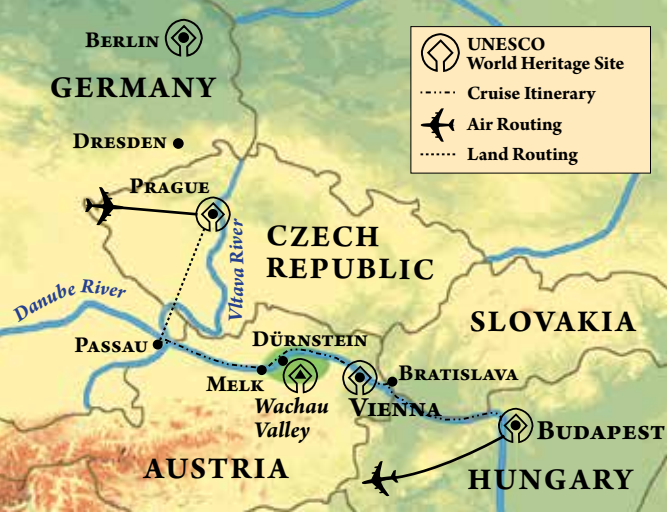 BERLIN
GERMANY
DRESDEN
UNESCO
World Heritage Site
Cruise Itinerary
Air Routing
Land Routing
PRAGUE
CZECH
REPUBLIC
Vltava River
Danube River
SLOVAKIA
PASSAU
DÜRNSTEIN
MELK
BRATISLAVA
Wachau
Valley
VIENNA
BUDAPEST
AUSTRIA
HUNGARY